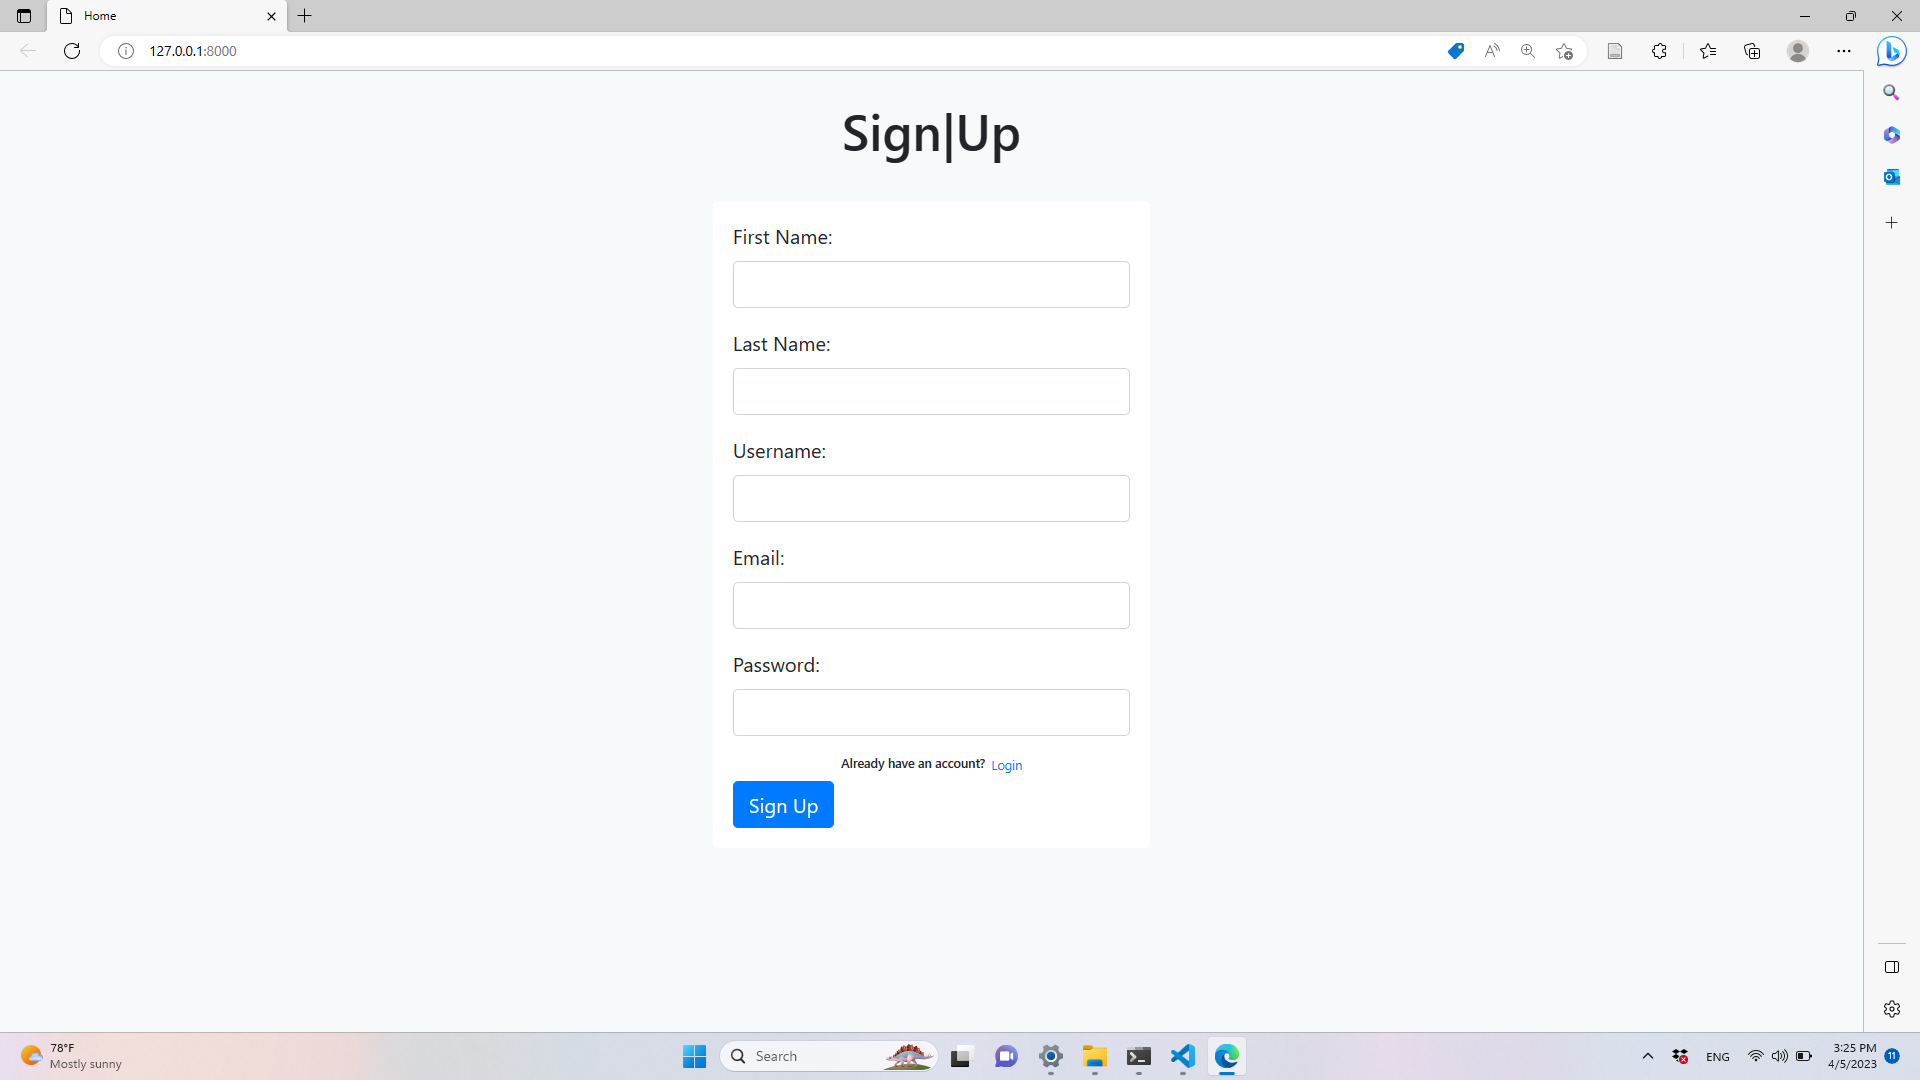 Home
127.0.0.1:8000
Sign|Up
First Name:
Last Name:
Username:
Email:
Password:
Already have an account? Login
Sign Up
78°F
Mostly sunny
Search
ENG
3:25 PM
4/5/2023
11